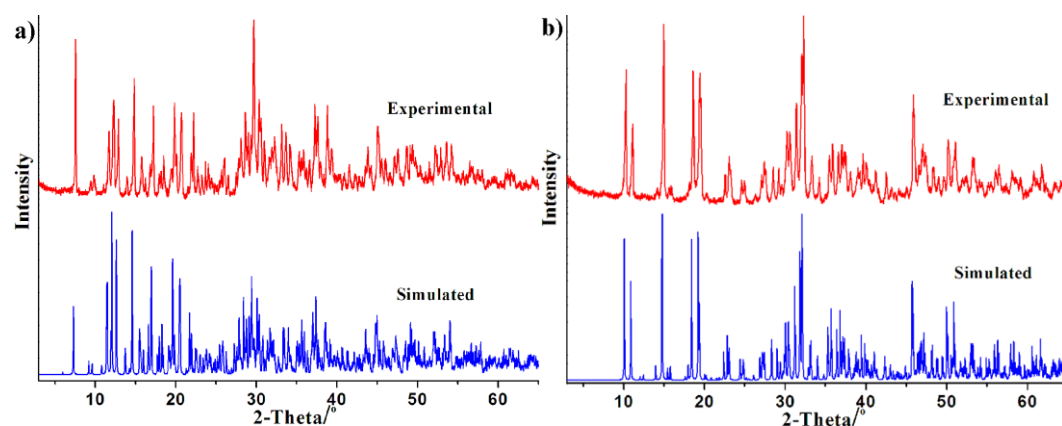 a)
Experimental
Simulated
Intensity
10 20 30 40 50 60
2-Theta/°
b)
Experimental
Simulated
Intensity
10 20 30 40 50 60
2-Theta/°